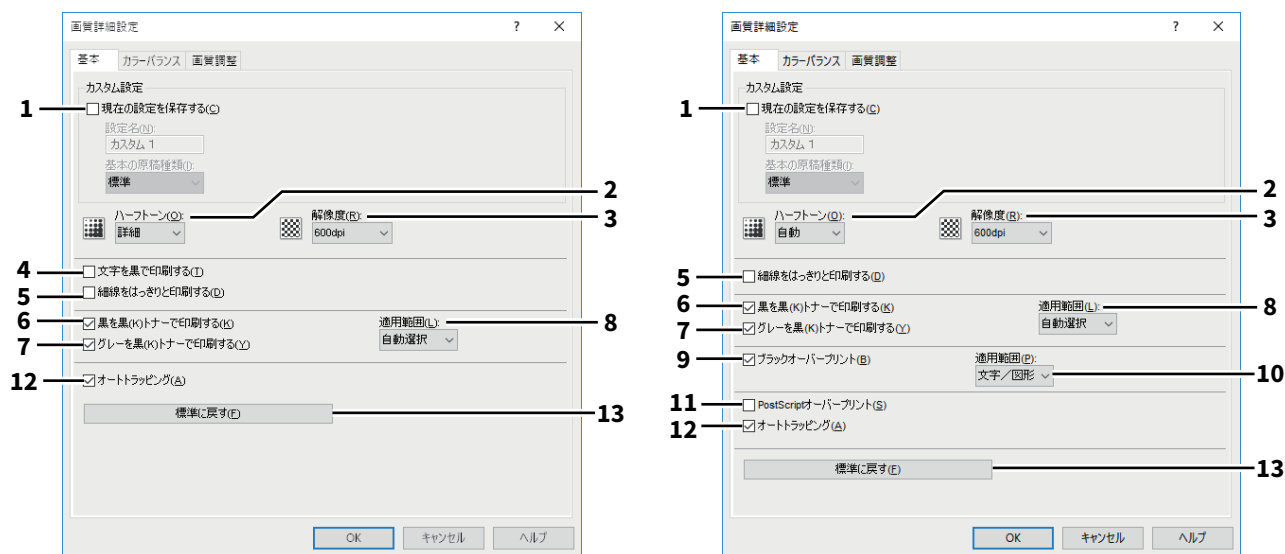 画質詳細設定 ? ×
基本 カラーバランス 画質調整
カスタム設定
1 現在の設定を保存する(C)
設定名(N):
カスタム 1
基本の原稿種類(I):
標準
2
ハーフトーン(O): 解像度(R):
3
詳細 600dpi
4 文字を黒で印刷する(T)
5 細線をはっきりと印刷する(D)
6 黒を黒(K)トナーで印刷する(K) 適用範囲(L): 8
7 グレーを黒(K)トナーで印刷する(Y) 自動選択
12 オートトラッピング(A)
標準に戻す(F) 13
OK キャンセル ヘルプ
画質詳細設定 ? ×
基本 カラーバランス 画質調整
カスタム設定
1 現在の設定を保存する(C)
設定名(N):
カスタム 1
基本の原稿種類(I):
標準
2
ハーフトーン(O): 解像度(R):
3
自動 600dpi
5 細線をはっきりと印刷する(D)
6 黒を黒(K)トナーで印刷する(K) 適用範囲(L): 8
7 グレーを黒(K)トナーで印刷する(Y) 自動選択
9 ブラックオーバープリント(B) 適用範囲(P):
文字／図形 10
11 PostScriptオーバープリント(S)
12 オートトラッピング(A)
標準に戻す(F) 13
OK キャンセル ヘルプ